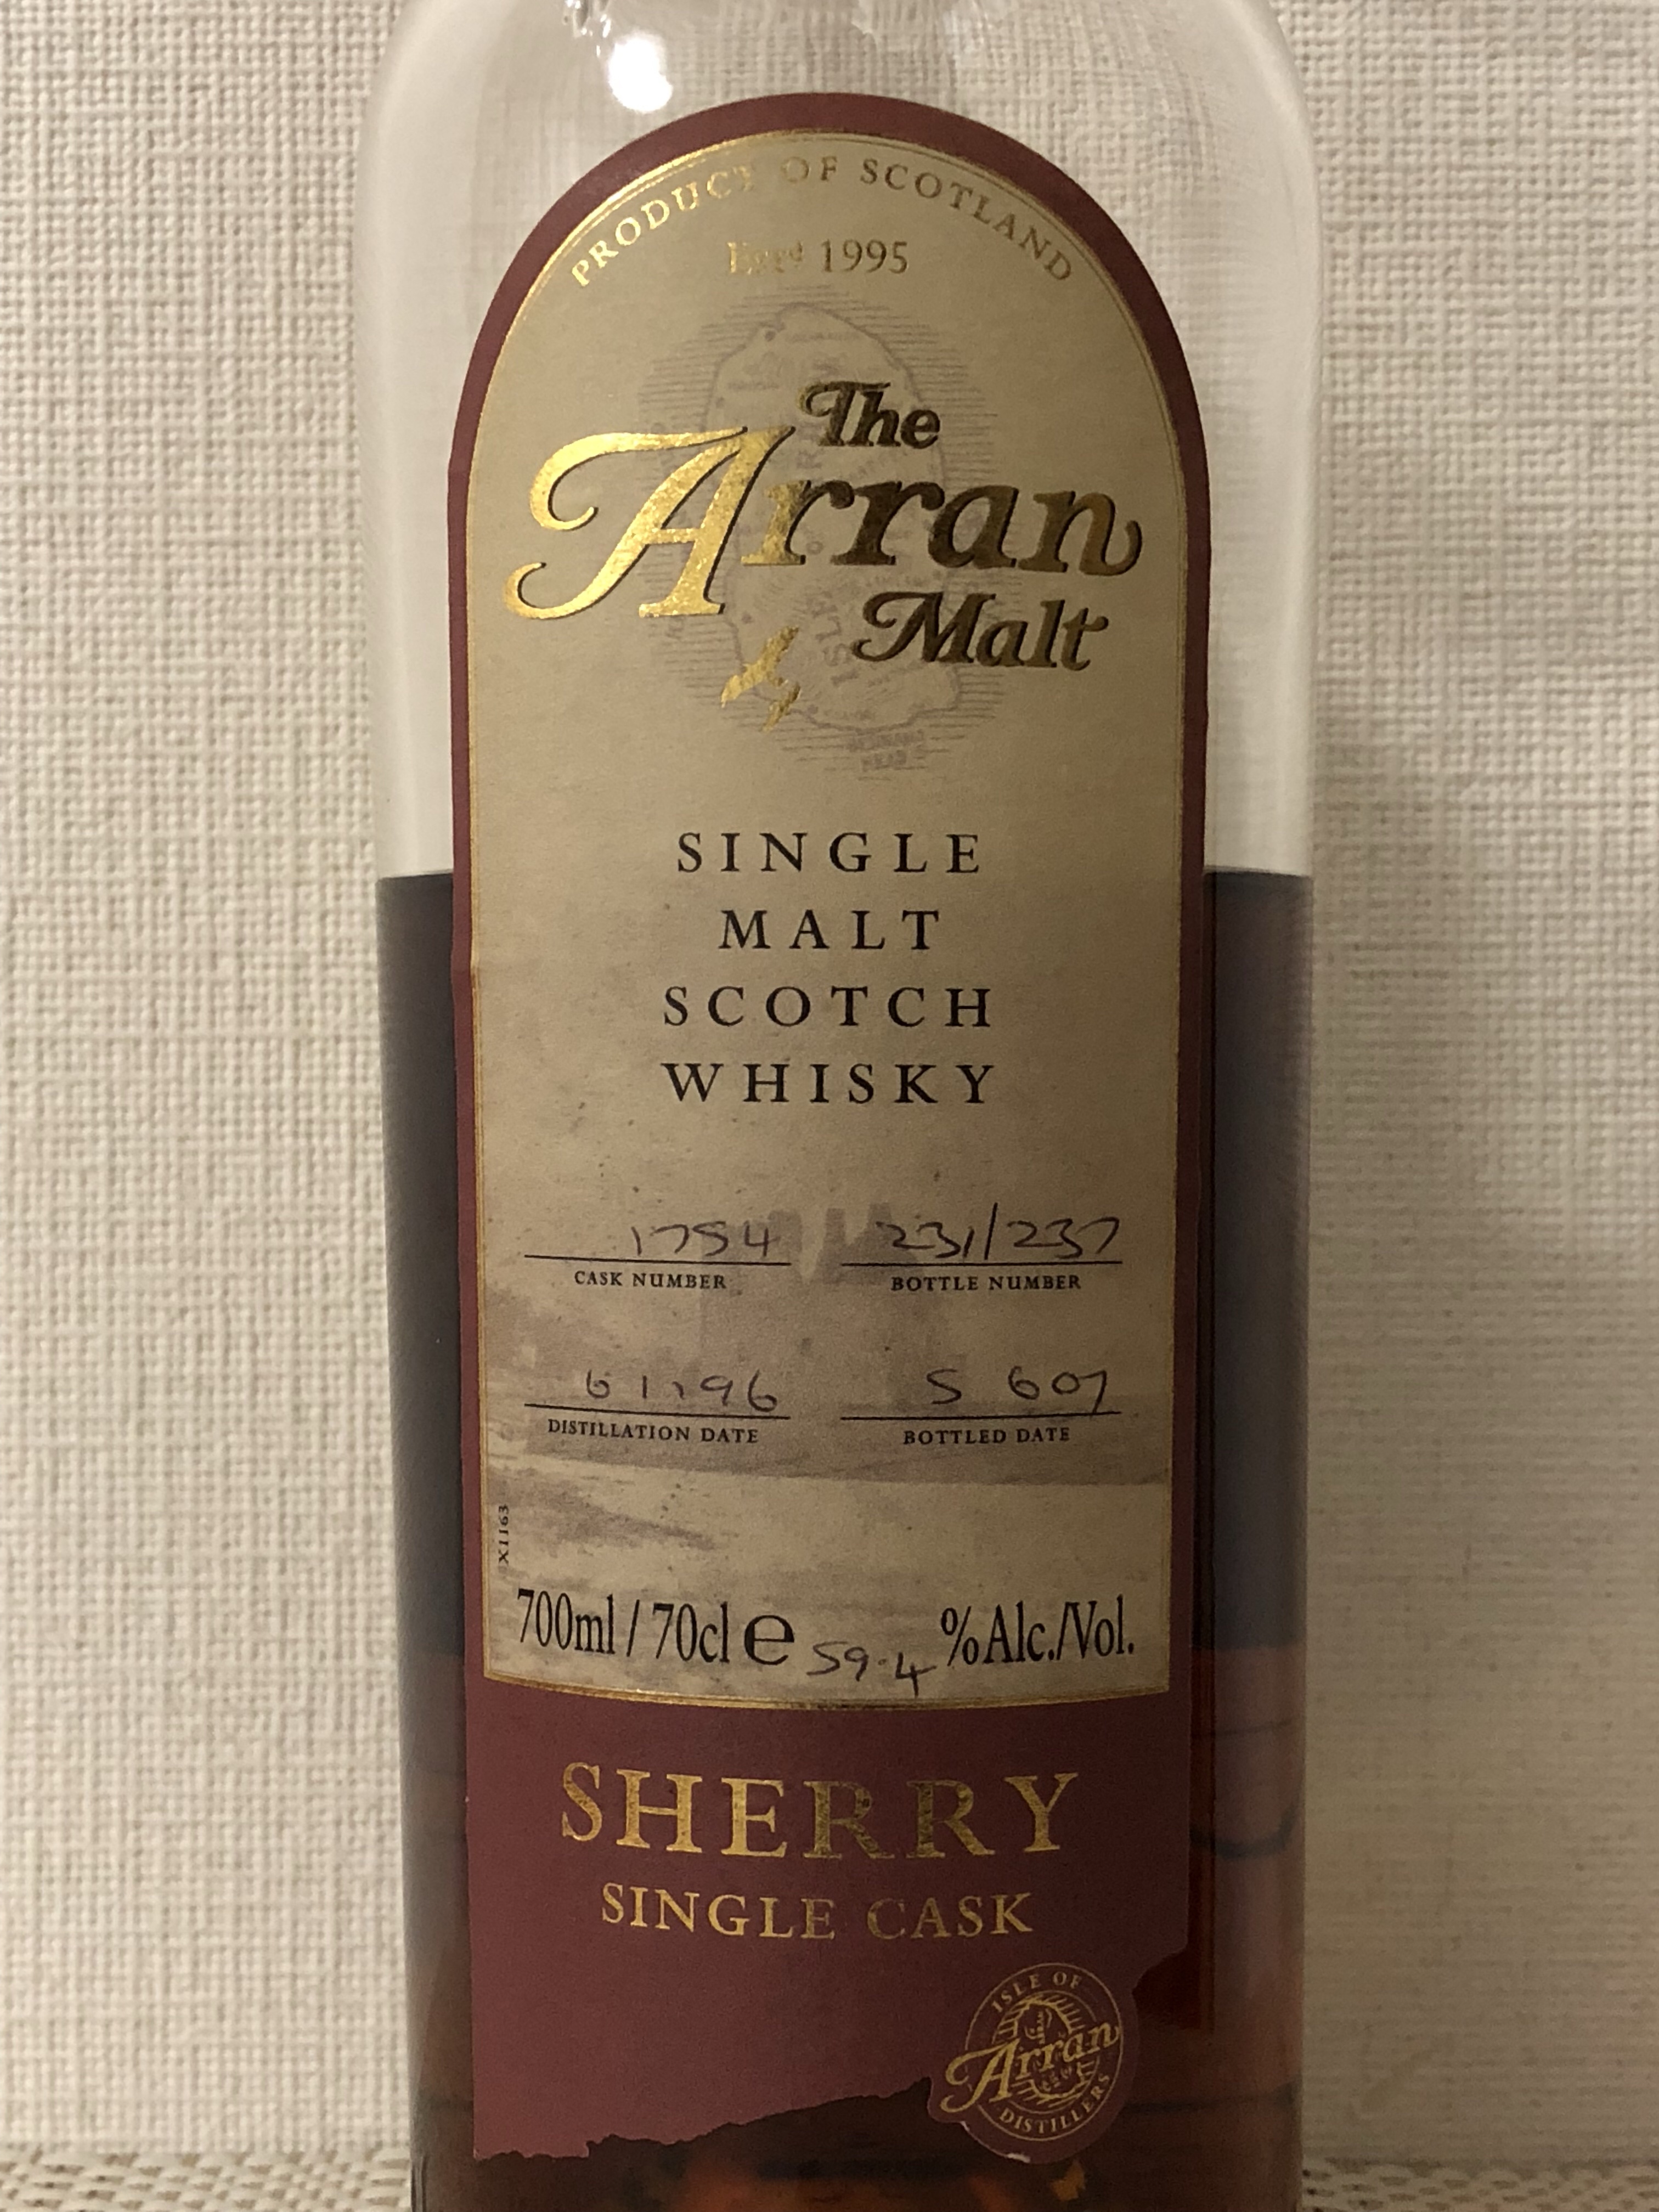 PRODUCT OF SCOTLAND
Estd 1995
The
Arran
Malt
SINGLE
MALT
SCOTCH
WHISKY
1754 231/237
CASK NUMBER BOTTLE NUMBER
6 11 96 5 6 07
DISTILLATION DATE BOTTLED DATE
X1163
700ml / 70cl e 59.4 %Alc./Vol.
SHERRY
SINGLE CASK
ISLE OF
Arran
DISTILLERS